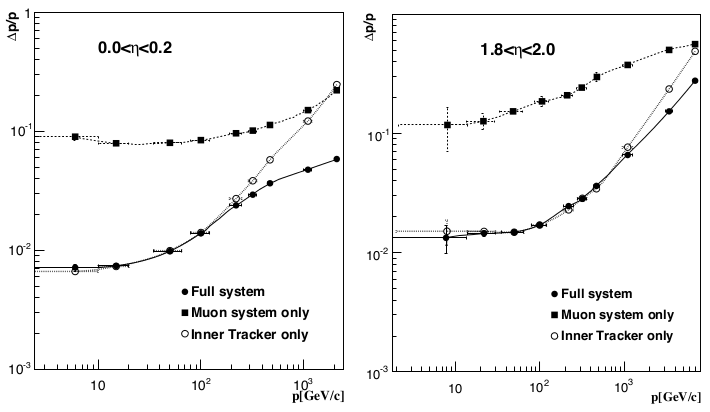 Δp/p
1
0.0<η<0.2
10-1
10-2
10-3
Full system
Muon system only
Inner Tracker only
10
102
103
p[GeV/c]
Δp/p
1.8<η<2.0
10-1
10-2
10-3
Full system
Muon system only
Inner Tracker only
10
102
103
p[GeV/c]